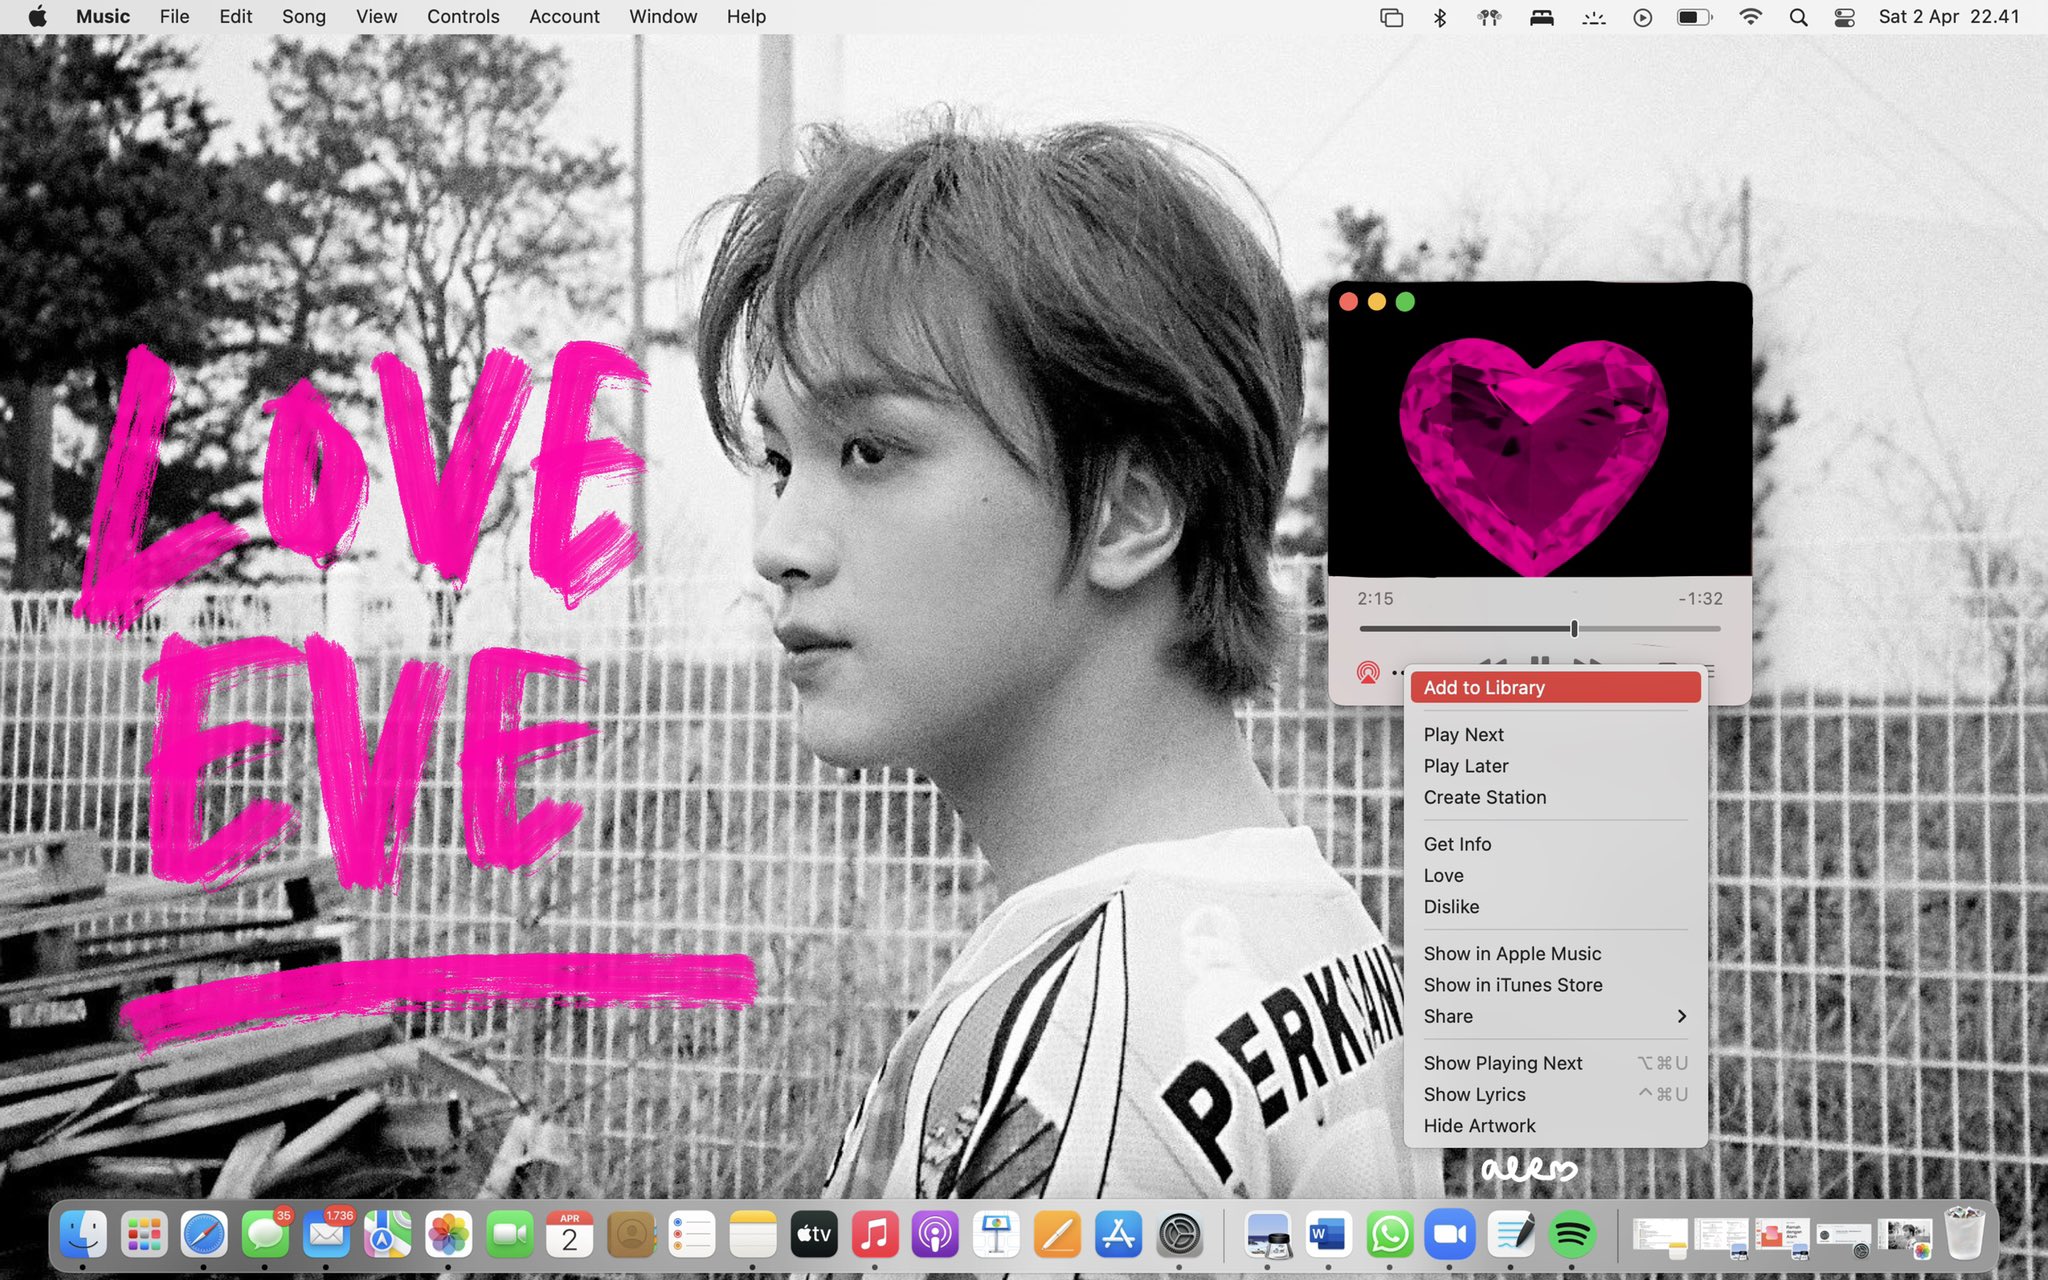 Music File Edit Song View Controls Account Window Help Sat 2 Apr 22.41
LOVE
EVE
2:15 -1:32
Add to Library
Play Next
Play Later
Create Station
Get Info
Love
Dislike
Show in Apple Music
Show in iTunes Store
Share
Show Playing Next ⌥⌘U
Show Lyrics ^⌘U
Hide Artwork
35
1.736
APR
2
tv
W